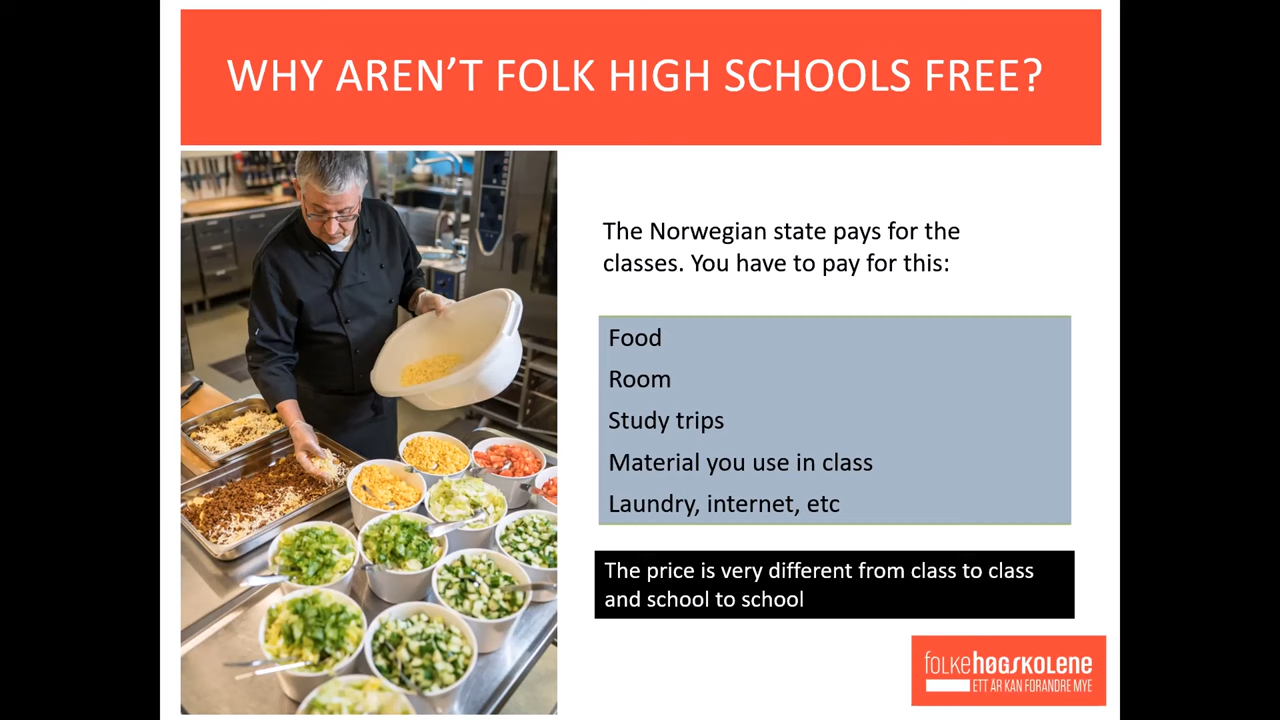 WHY AREN’T FOLK HIGH SCHOOLS FREE?
The Norwegian state pays for the
classes. You have to pay for this:
Food
Room
Study trips
Material you use in class
Laundry, internet, etc
The price is very different from class to class
and school to school
folkeHØGSKOLENE
ETT ÅR KAN FORANDRE MYE